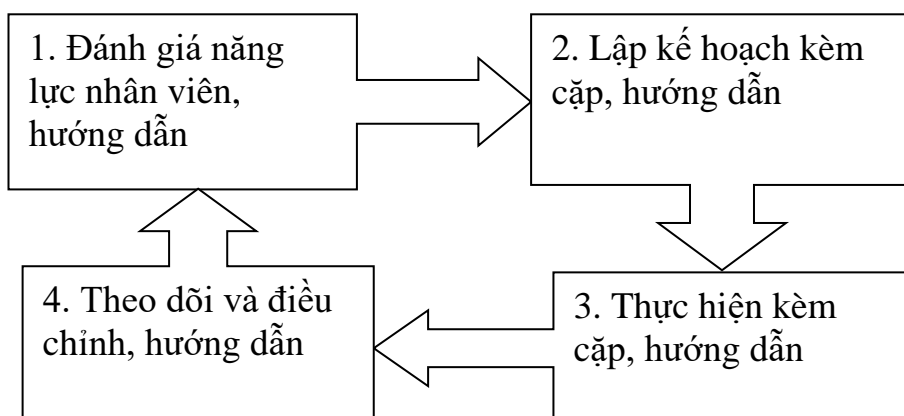 1. Đánh giá năng
lực nhân viên,
hướng dẫn
2. Lập kế hoạch kèm
cặp, hướng dẫn
3. Thực hiện kèm
cặp, hướng dẫn
4. Theo dõi và điều
chỉnh, hướng dẫn